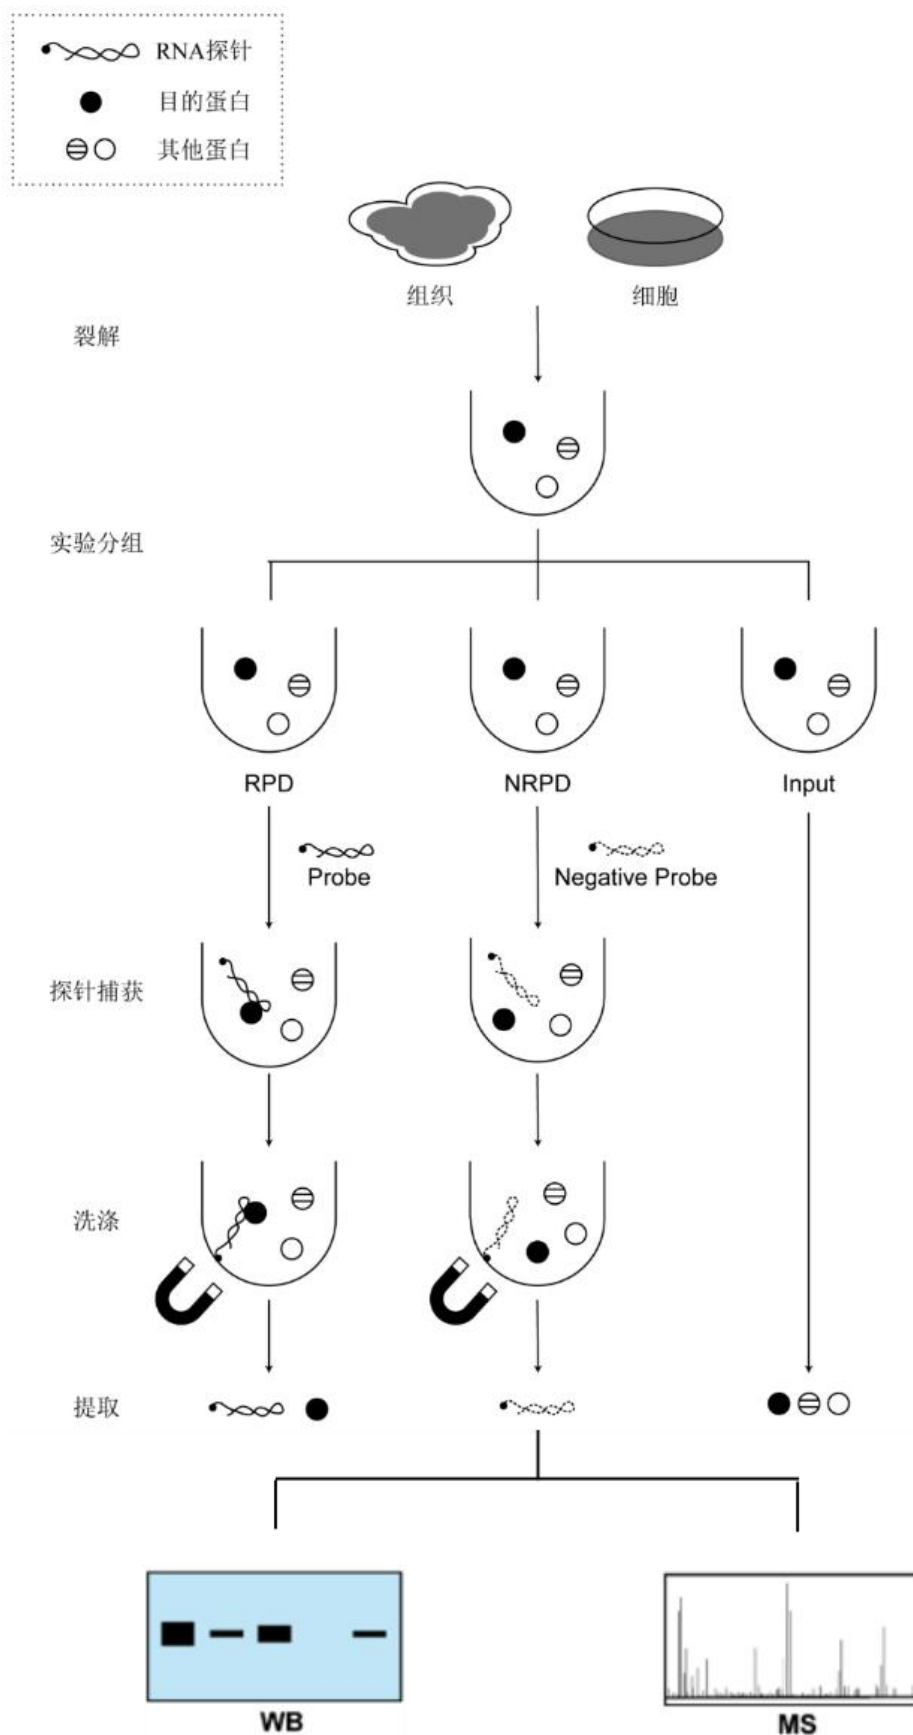 RNA探针
目的蛋白
其他蛋白
组织
细胞
裂解
实验分组
RPD
NRPD
Input
Probe
Negative Probe
探针捕获
洗涤
提取
WB
MS